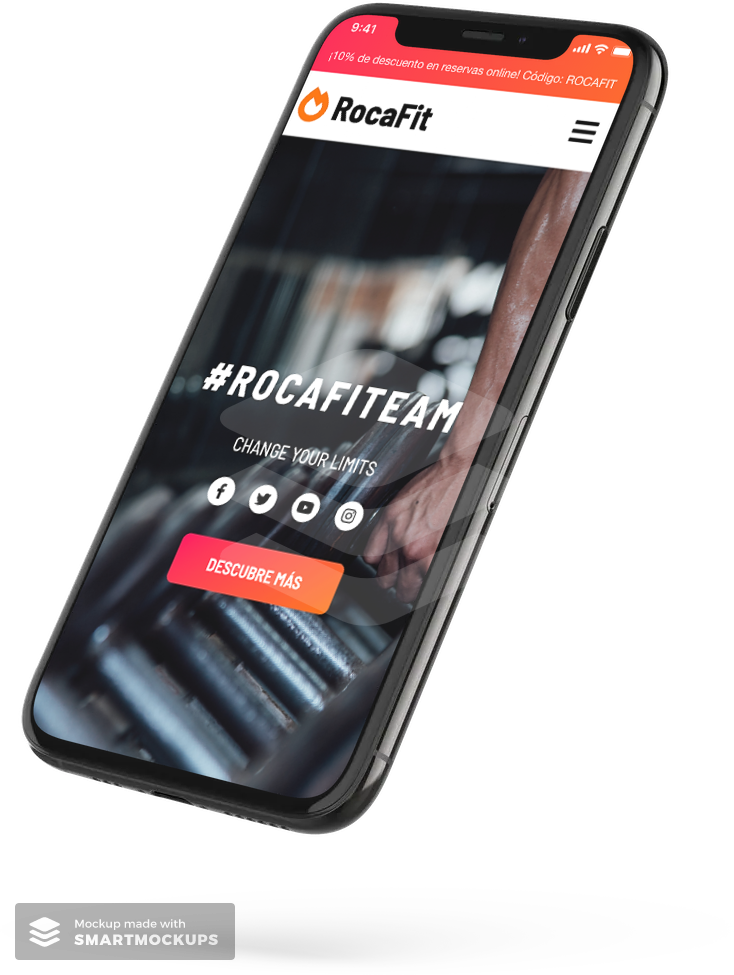 9:41
¡10% de descuento en reservas online! Código: ROCAFIT
RocaFit
#ROCAFITEAM
CHANGE YOUR LIMITS
DESCUBRE MÁS
Mockup made with
SMARTMOCKUPS